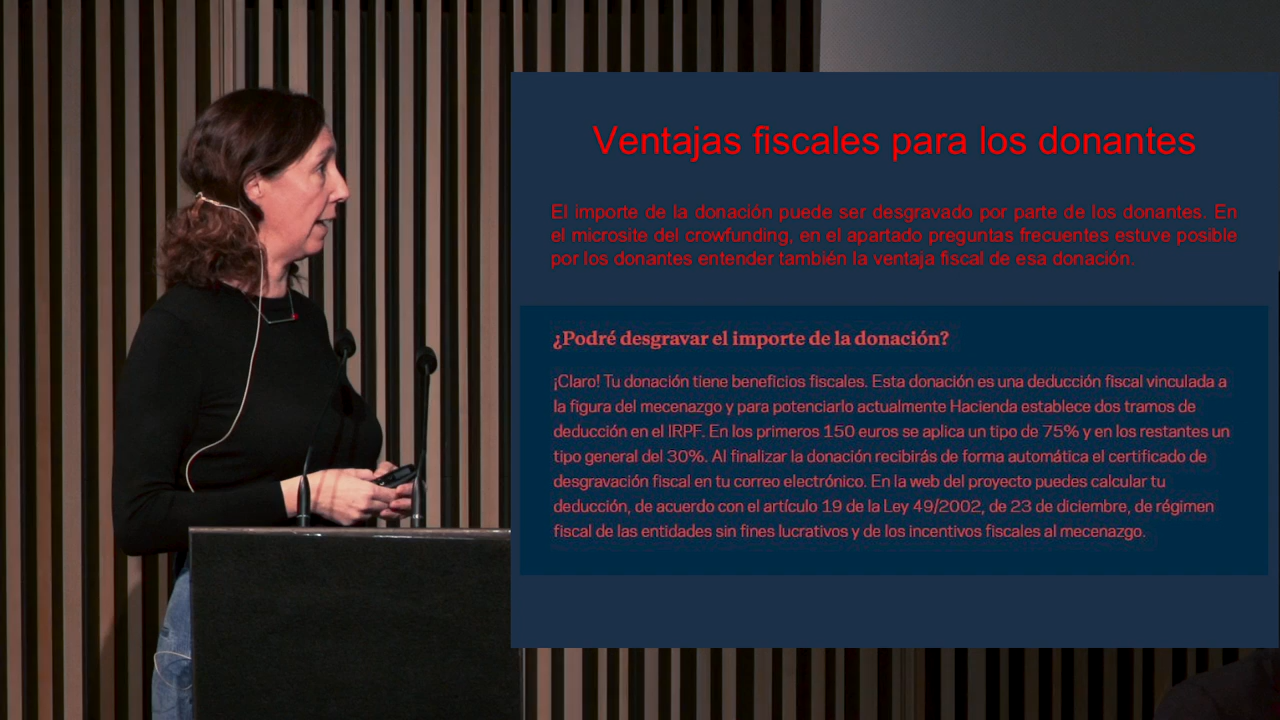 Ventajas fiscales para los donantes
El importe de la donación puede ser desgravado por parte de los donantes. En
el microsite del crowfunding, en el apartado preguntas frecuentes estuve posible
por los donantes entender también la ventaja fiscal de esa donación.
¿Podré desgravar el importe de la donación?
¡Claro! Tu donación tiene beneficios fiscales. Esta donación es una deducción fiscal vinculada a
la figura del mecenazgo y para potenciarlo actualmente Hacienda establece dos tramos de
deducción en el IRPF. En los primeros 150 euros se aplica un tipo de 75% y en los restantes un
tipo general del 30%. Al finalizar la donación recibirás de forma automática el certificado de
desgravación fiscal en tu correo electrónico. En la web del proyecto puedes calcular tu
deducción, de acuerdo con el artículo 19 de la Ley 49/2002, de 23 de diciembre, de régimen
fiscal de las entidades sin fines lucrativos y de los incentivos fiscales al mecenazgo.